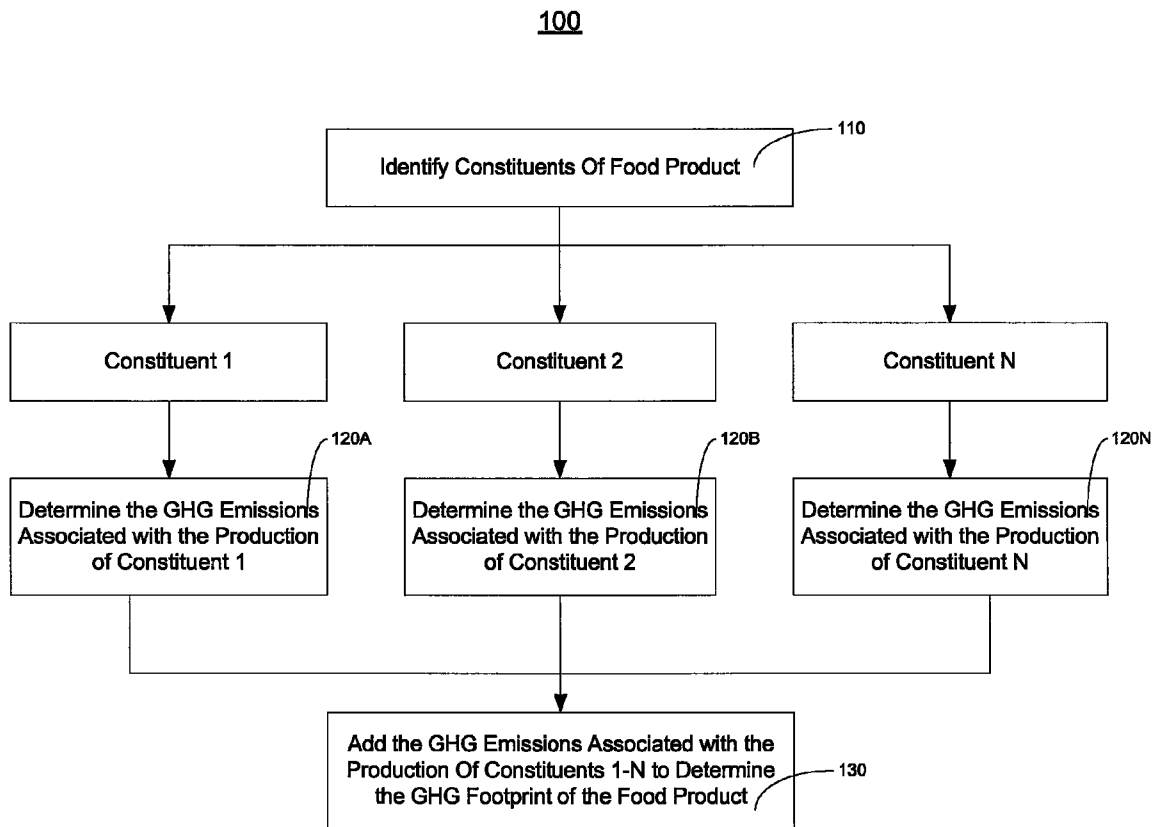 100
110
Identify Constituents Of Food Product
Constituent 1
Constituent 2
Constituent N
120A
120B
120N
Determine the GHG Emissions
Associated with the Production
of Constituent 1
Determine the GHG Emissions
Associated with the Production
of Constituent 2
Determine the GHG Emissions
Associated with the Production
of Constituent N
Add the GHG Emissions Associated with the
Production Of Constituents 1-N to Determine
the GHG Footprint of the Food Product
130